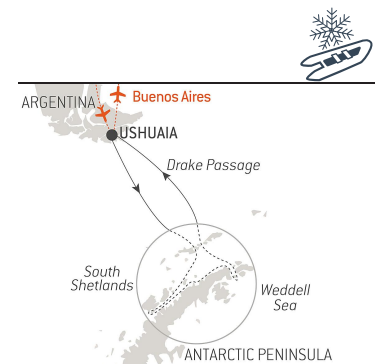 Buenos Aires
ARGENTINA
USHUAIA
Drake Passage
South
Shetlands
Weddell
Sea
ANTARCTIC PENINSULA